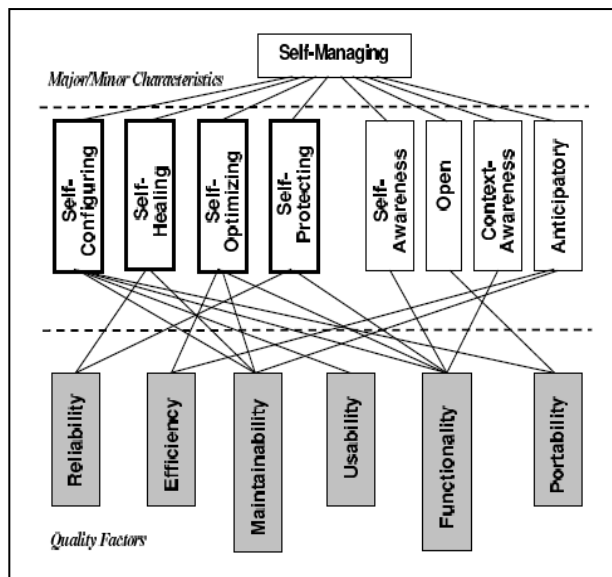 Self-Managing
Major/Minor Characteristics
Self-
Configuring
Self-
Healing
Self-
Optimizing
Self-
Protecting
Self-
Awareness
Open
Context-
Awareness
Anticipatory
Reliability
Efficiency
Maintainability
Usability
Functionality
Portability
Quality Factors